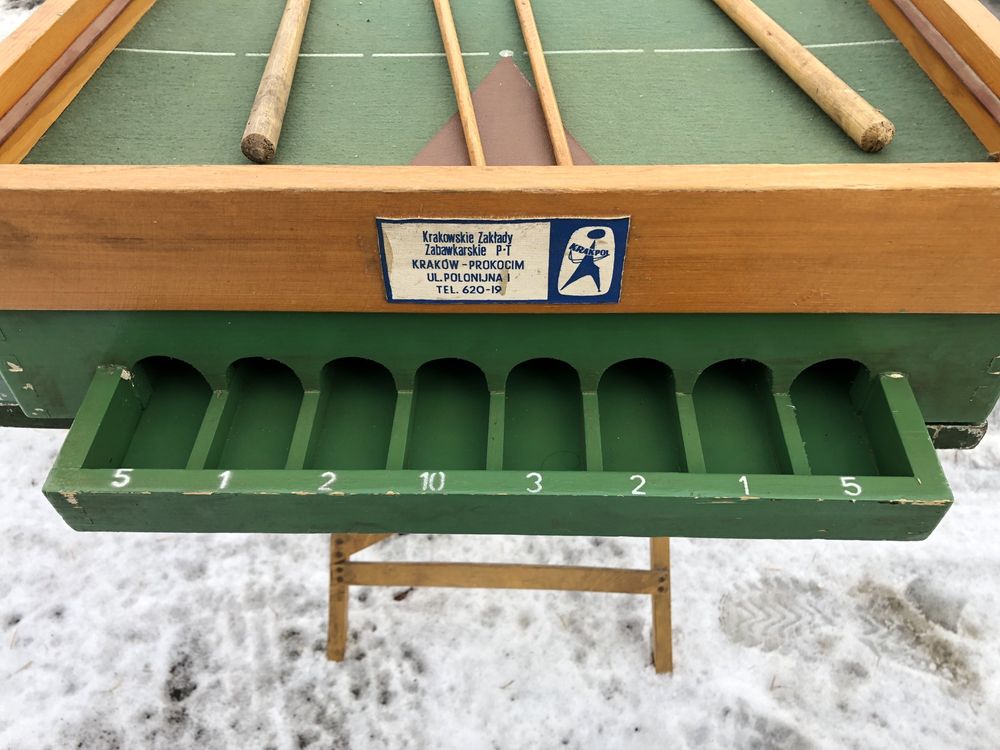 Krakowskie Zakłady
Zabawkarskie P-T
KRAKÓW - PROKOCIM
UL. POLONIJNA 1
TEL. 620-19
KRAKPOL
5 1 2 10 3 2 1 5